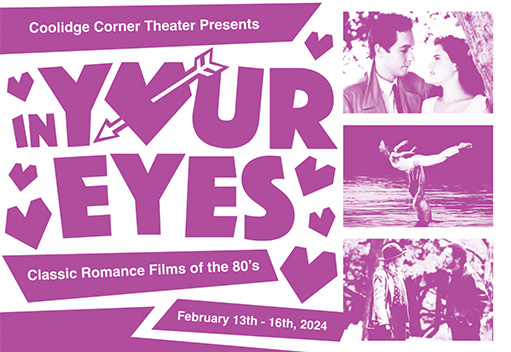 Coolidge Corner Theater Presents
IN YOUR
EYES
Classic Romance Films of the 80's
February 13th - 16th, 2024